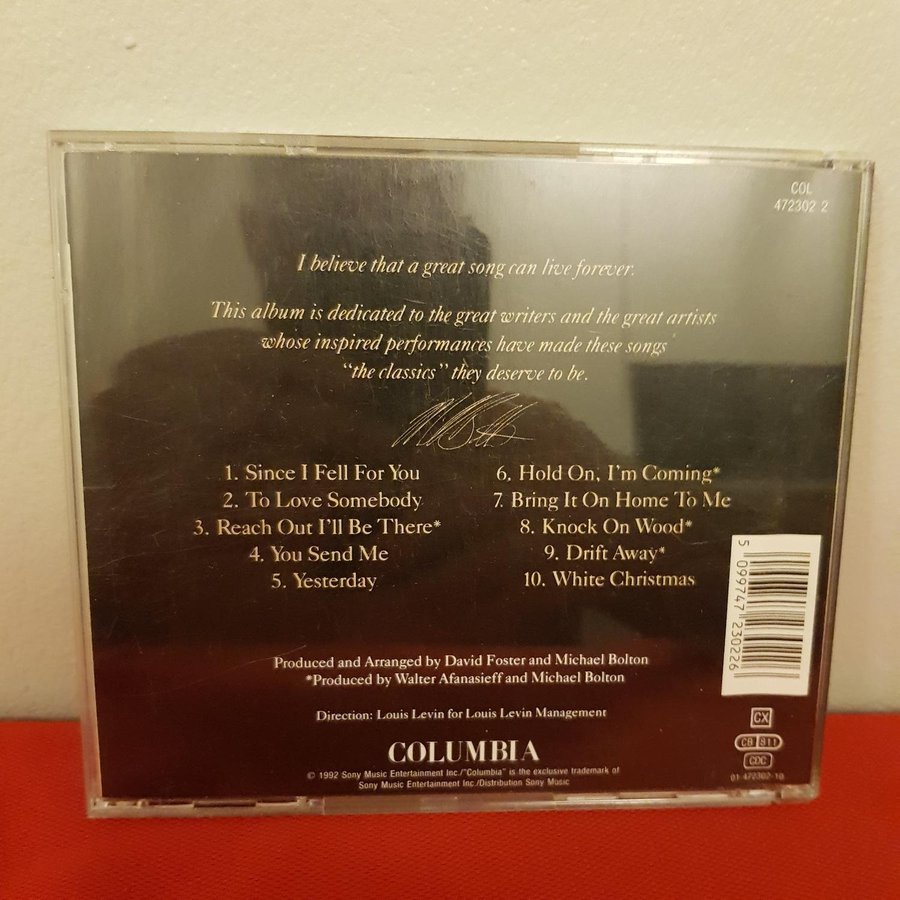 COL
472302 2
I believe that a great song can live forever.
This album is dedicated to the great writers and the great artists
whose inspired performances have made these songs
"the classics" they deserve to be.
1. Since I Fell For You
2. To Love Somebody
3. Reach Out I'll Be There*
4. You Send Me
5. Yesterday
6. Hold On, I'm Coming*
7. Bring It On Home To Me
8. Knock On Wood*
9. Drift Away*
10. White Christmas
5 099747 230226
Produced and Arranged by David Foster and Michael Bolton
*Produced by Walter Afanasieff and Michael Bolton
Direction: Louis Levin for Louis Levin Management
COLUMBIA
© 1992 Sony Music Entertainment Inc./"Columbia" is the exclusive trademark of
Sony Music Entertainment Inc./Distribution Sony Music
CX
CB 811
CDC
01-472302-10